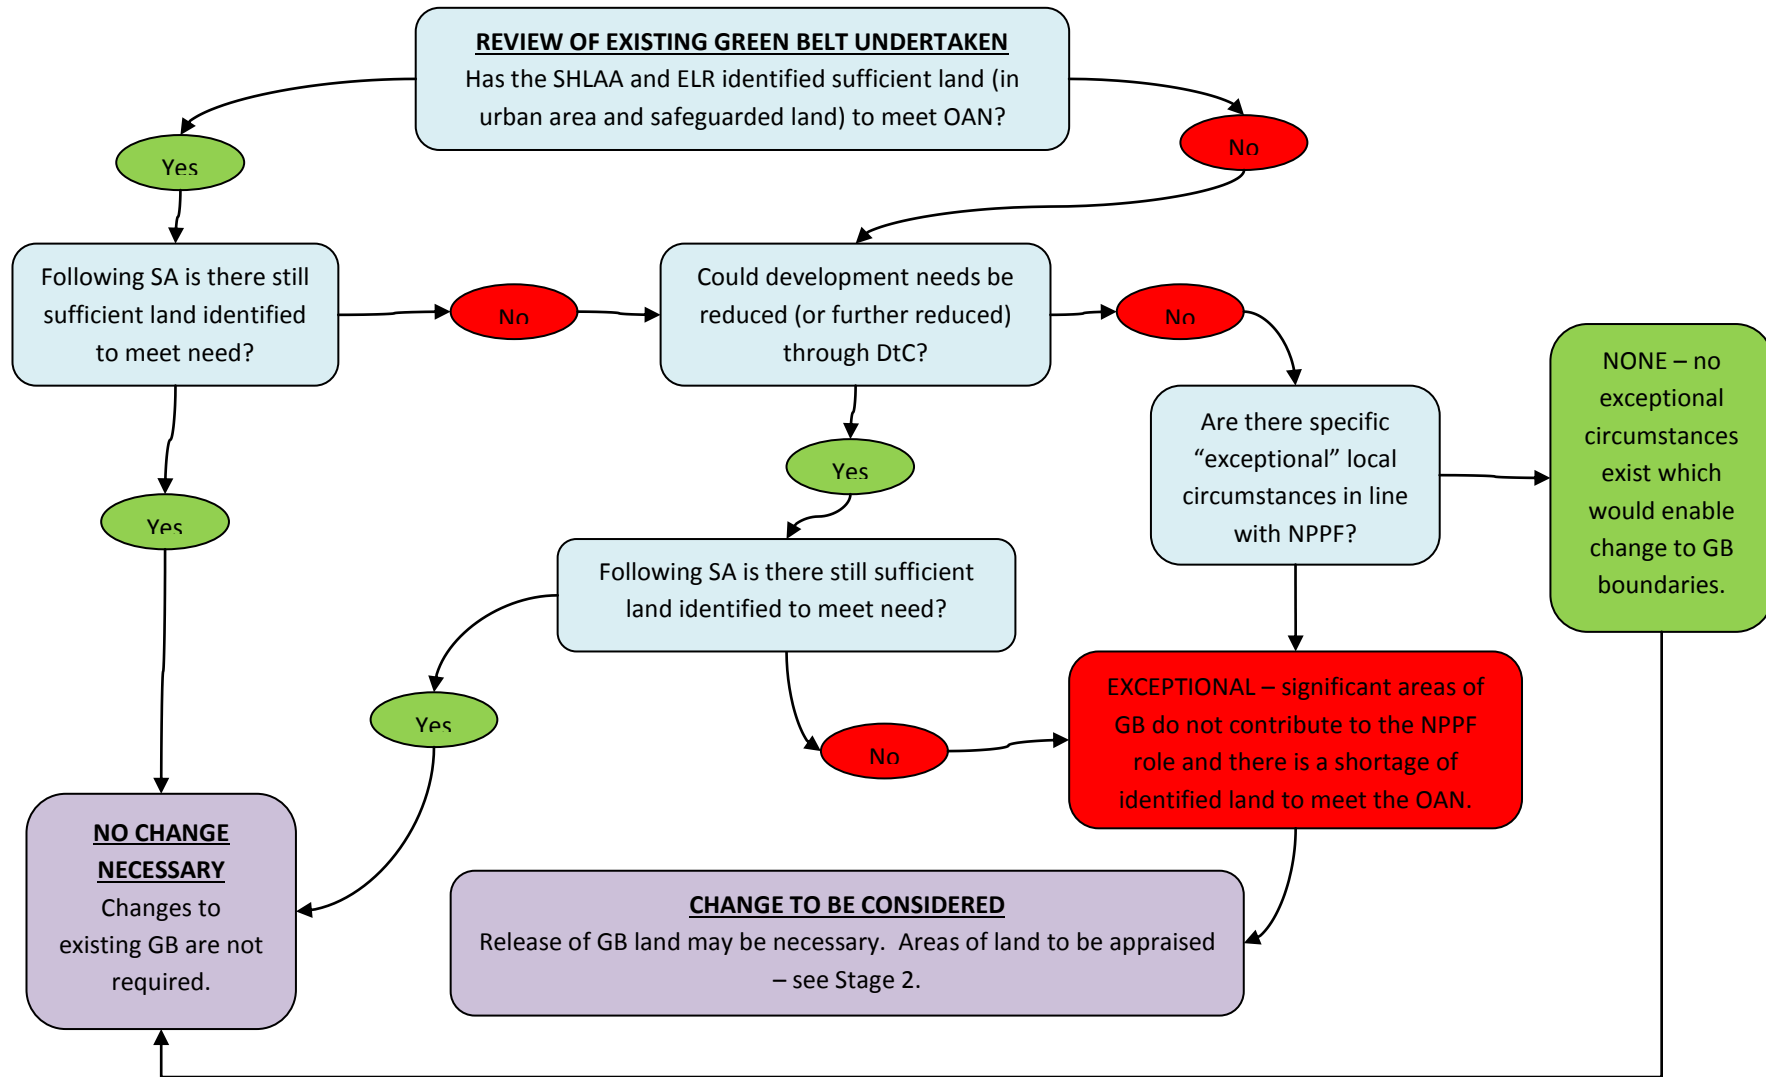 REVIEW OF EXISTING GREEN BELT UNDERTAKEN
Has the SHLAA and ELR identified sufficient land (in
urban area and safeguarded land) to meet OAN?
Yes
No
Following SA is there still
sufficient land identified
to meet need?
No
Could development needs be
reduced (or further reduced)
through DtC?
No
NONE – no
exceptional
circumstances
exist which
would enable
change to GB
boundaries.
Are there specific
“exceptional” local
circumstances in line
with NPPF?
Yes
Yes
Following SA is there still sufficient
land identified to meet need?
Yes
No
EXCEPTIONAL – significant areas of
GB do not contribute to the NPPF
role and there is a shortage of
identified land to meet the OAN.
NO CHANGE
NECESSARY
Changes to
existing GB are not
required.
CHANGE TO BE CONSIDERED
Release of GB land may be necessary.  Areas of land to be appraised
– see Stage 2.